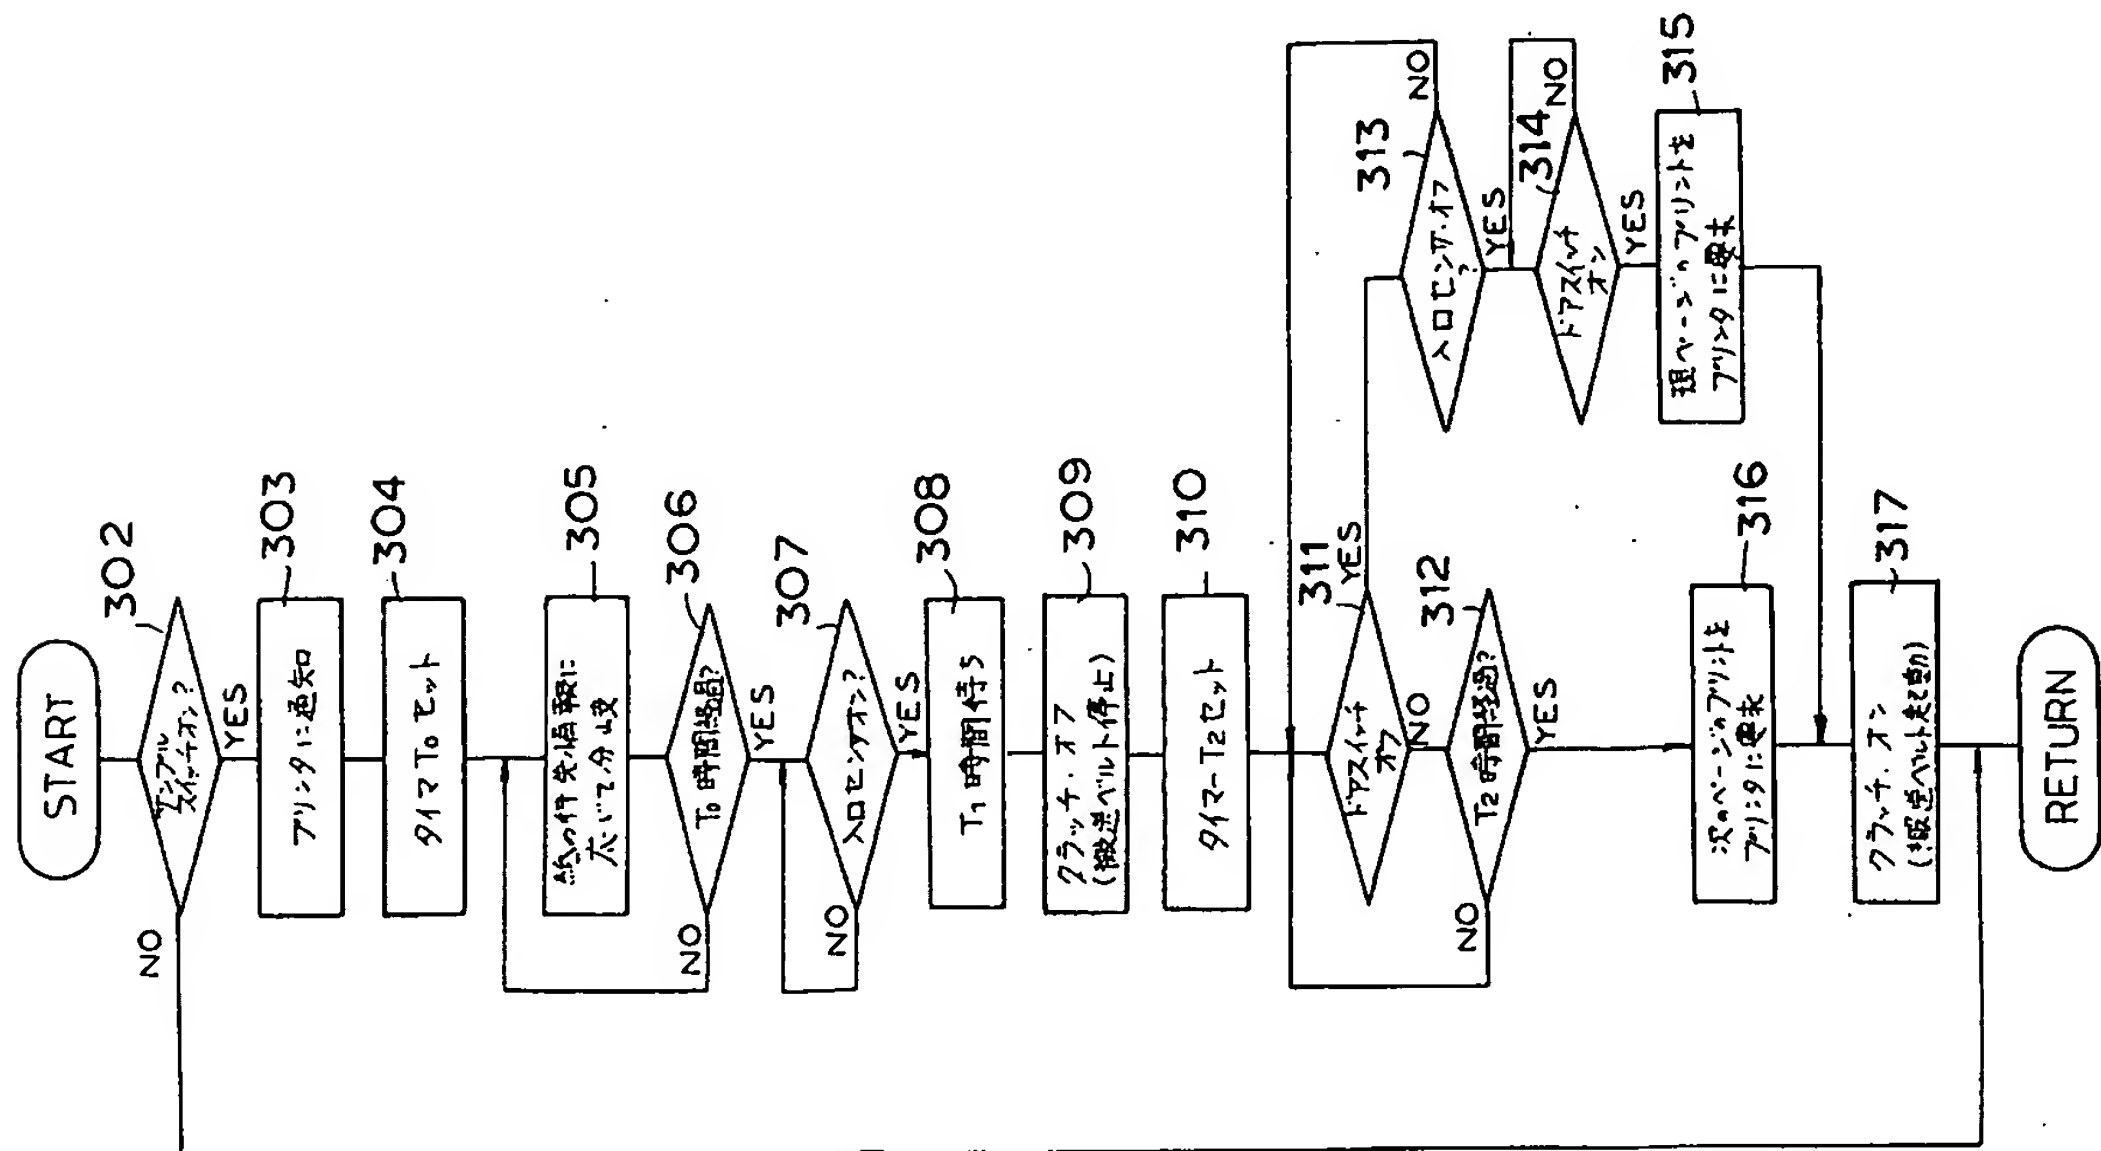 START
302
サンプル
スイッチオン?
NO
YES
303
プリンタに通知
304
タイマT0セット
305
紙の行先情報に
応じて分岐
306
T0時間経過?
NO
YES
307
入口センサオン?
NO
YES
308
T1時間待ち
309
クラッチ・オフ
(搬送ベルト停止)
310
タイマーT2セット
311
ドアスイッチ
オフ
YES
NO
312
T2時間経過?
NO
YES
313
入口センサ・オフ
?
NO
YES
314
ドアスイッチ
オン
NO
YES
315
現ページのプリントを
プリンタに要求
316
次のページのプリントを
プリンタに要求
317
クラッチ・オン
(搬送ベルト起動)
RETURN